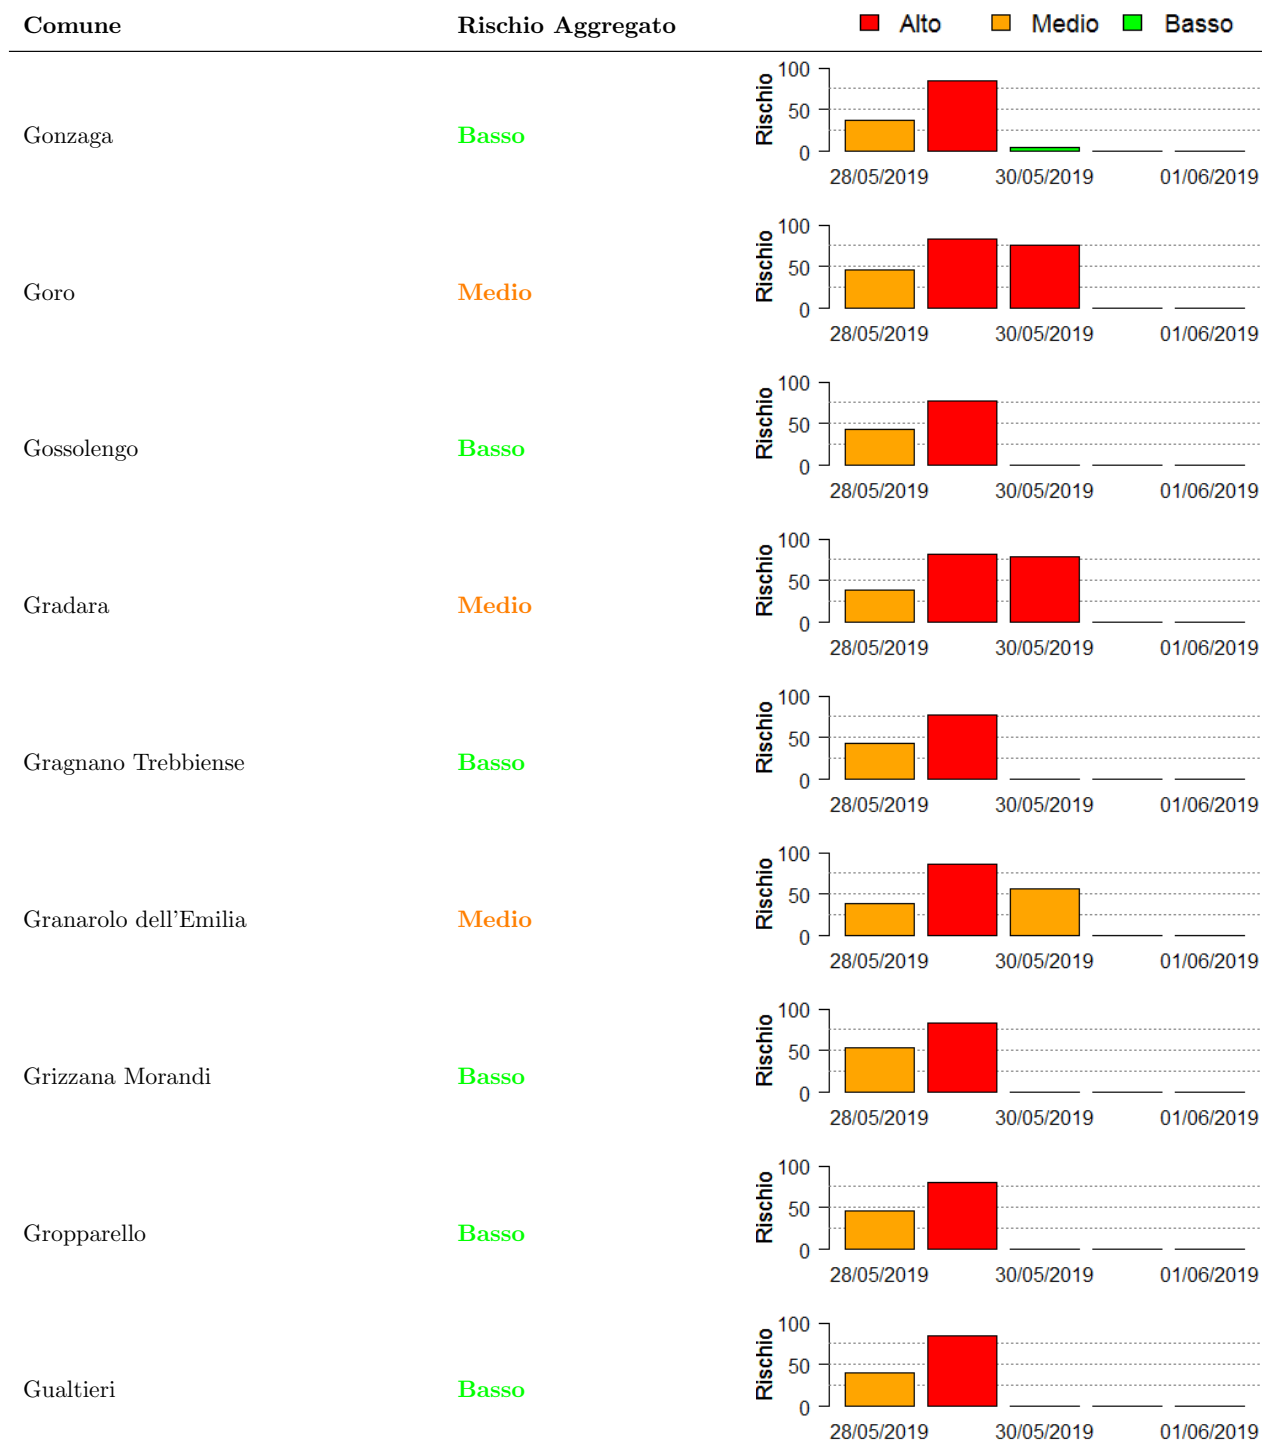 Comune Rischio Aggregato Alto Medio Basso
Gonzaga Basso Rischio 100 50 0
28/05/2019 30/05/2019 01/06/2019
Goro Medio Rischio 100 50 0
28/05/2019 30/05/2019 01/06/2019
Gossolengo Basso Rischio 100 50 0
28/05/2019 30/05/2019 01/06/2019
Gradara Medio Rischio 100 50 0
28/05/2019 30/05/2019 01/06/2019
Gragnano Trebbiense Basso Rischio 100 50 0
28/05/2019 30/05/2019 01/06/2019
Granarolo dell'Emilia Medio Rischio 100 50 0
28/05/2019 30/05/2019 01/06/2019
Grizzana Morandi Basso Rischio 100 50 0
28/05/2019 30/05/2019 01/06/2019
Gropparello Basso Rischio 100 50 0
28/05/2019 30/05/2019 01/06/2019
Gualtieri Basso Rischio 100 50 0
28/05/2019 30/05/2019 01/06/2019